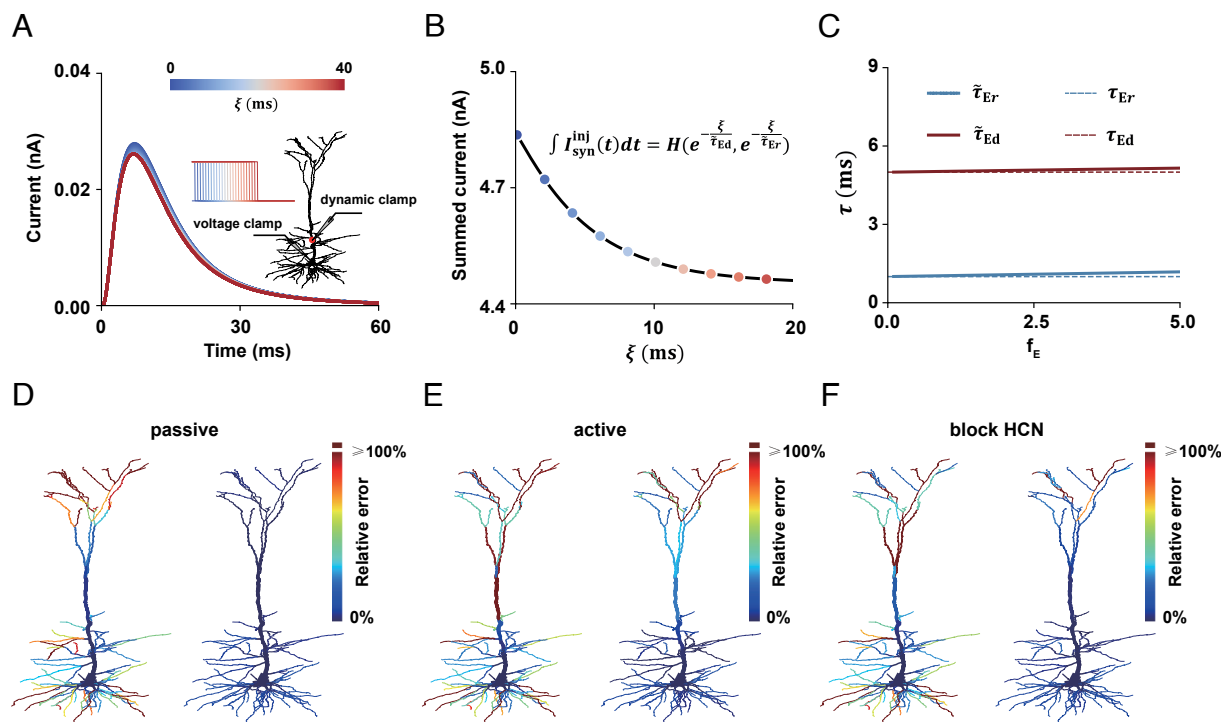 A
0.04
0.02
0.00
Current (nA)
0
30
60
Time (ms)
0
40
ξ (ms)
voltage clamp
dynamic clamp
B
5.0
4.7
4.4
Summed current (nA)
0
10
20
ξ (ms)
∫ I_syn^inj(t)dt = H(e^{-ξ/τ̃_Ed}, e^{-ξ/τ̃_Er})
C
9
6
3
0
τ (ms)
0.0
2.5
5.0
f_E
τ̃_Er
τ_Er
τ̃_Ed
τ_Ed
D
passive
⩾100%
Relative error
0%
E
active
⩾100%
Relative error
0%
F
block HCN
⩾100%
Relative error
0%